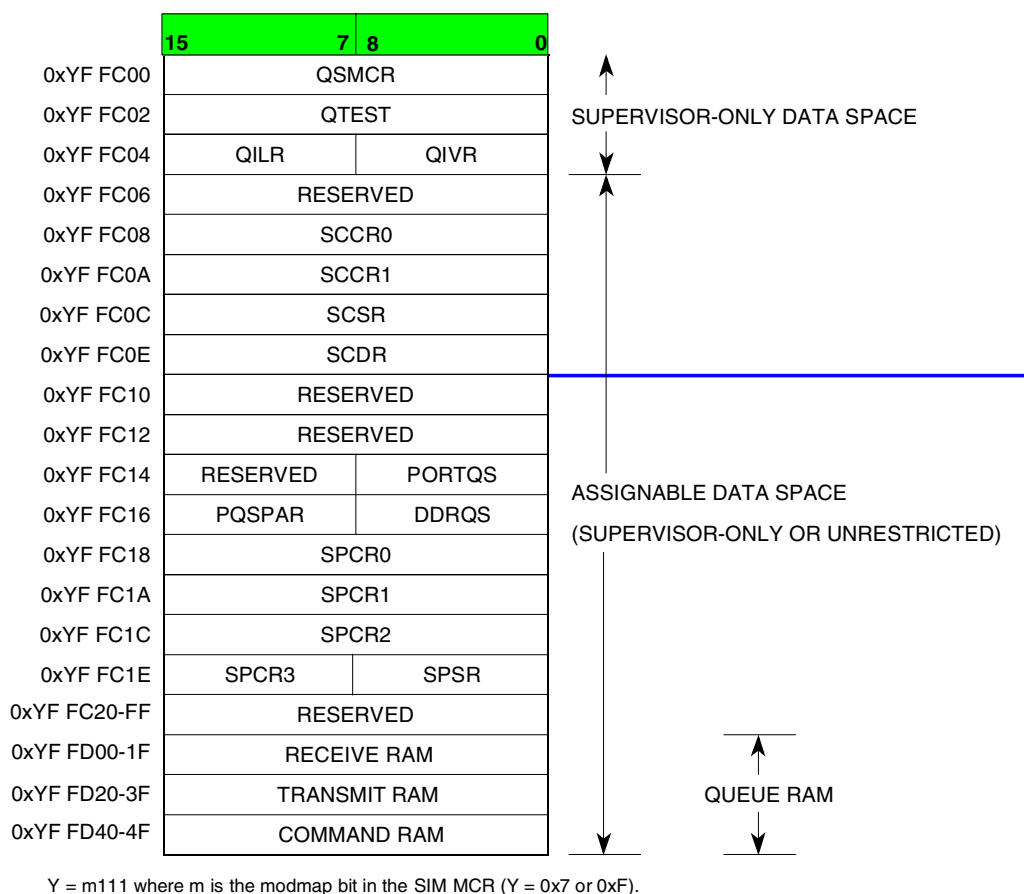 15 7 8 0
0xYF FC00 QSMCR
0xYF FC02 QTEST SUPERVISOR-ONLY DATA SPACE
0xYF FC04 QILR QIVR
0xYF FC06 RESERVED
0xYF FC08 SCCR0
0xYF FC0A SCCR1
0xYF FC0C SCSR
0xYF FC0E SCDR
0xYF FC10 RESERVED
0xYF FC12 RESERVED
0xYF FC14 RESERVED PORTQS
ASSIGNABLE DATA SPACE
0xYF FC16 PQSPAR DDRQS
(SUPERVISOR-ONLY OR UNRESTRICTED)
0xYF FC18 SPCR0
0xYF FC1A SPCR1
0xYF FC1C SPCR2
0xYF FC1E SPCR3 SPSR
0xYF FC20-FF RESERVED
0xYF FD00-1F RECEIVE RAM
0xYF FD20-3F TRANSMIT RAM QUEUE RAM
0xYF FD40-4F COMMAND RAM
Y = m111 where m is the modmap bit in the SIM MCR (Y = 0x7 or 0xF).